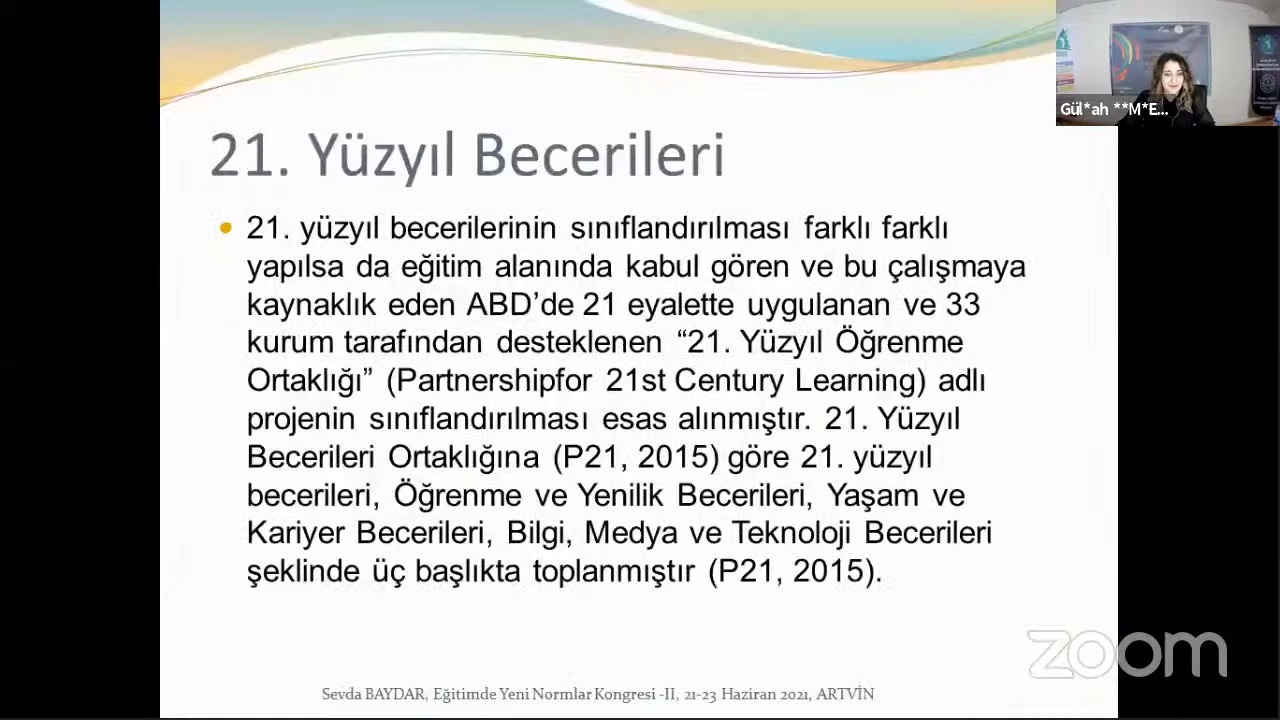 Gül*ah **M*E...
21. Yüzyıl Becerileri
21. yüzyıl becerilerinin sınıflandırılması farklı farklı
yapılsa da eğitim alanında kabul gören ve bu çalışmaya
kaynaklık eden ABD’de 21 eyalette uygulanan ve 33
kurum tarafından desteklenen “21. Yüzyıl Öğrenme
Ortaklığı” (Partnershipfor 21st Century Learning) adlı
projenin sınıflandırılması esas alınmıştır. 21. Yüzyıl
Becerileri Ortaklığına (P21, 2015) göre 21. yüzyıl
becerileri, Öğrenme ve Yenilik Becerileri, Yaşam ve
Kariyer Becerileri, Bilgi, Medya ve Teknoloji Becerileri
şeklinde üç başlıkta toplanmıştır (P21, 2015).
zoom
Sevda BAYDAR, Eğitimde Yeni Normlar Kongresi -II, 21-23 Haziran 2021, ARTVİN